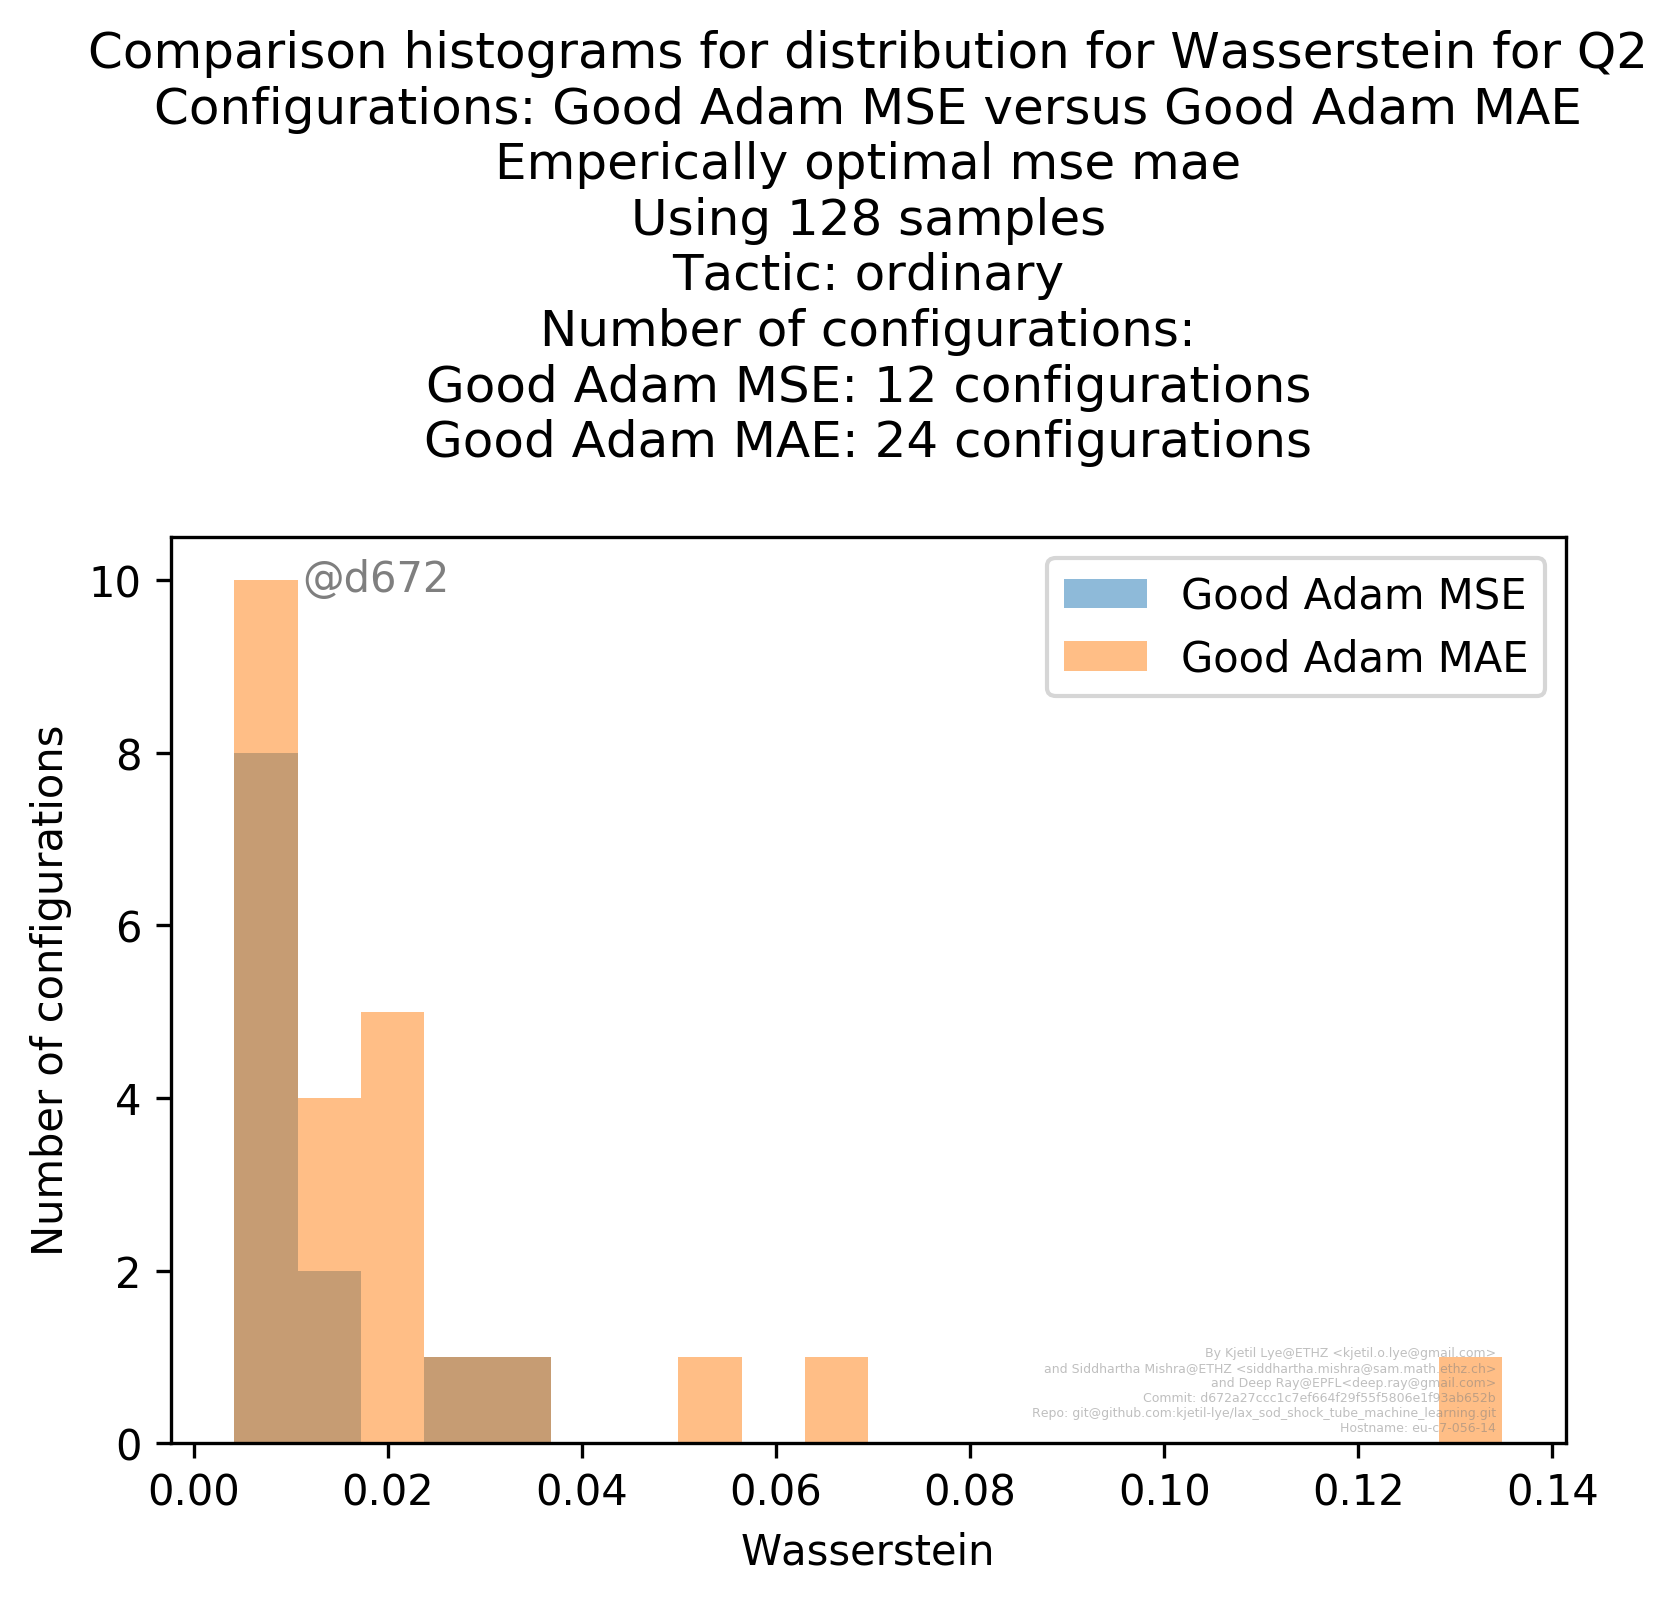 Comparison histograms for distribution for Wasserstein for Q2
Configurations: Good Adam MSE versus Good Adam MAE
Emperically optimal mse mae
Using 128 samples
Tactic: ordinary
Number of configurations:
Good Adam MSE: 12 configurations
Good Adam MAE: 24 configurations
@d672
Good Adam MSE
Good Adam MAE
Number of configurations
10
8
6
4
2
0
By Kjetil Lye@ETHZ <kjetil.o.lye@gmail.com>
and Siddhartha Mishra@ETHZ <siddhartha.mishra@sam.math.ethz.ch>
and Deep Ray@EPFL<deep.ray@gmail.com>
Commit: d672a27ccc1c7ef664f29f55f5806e1f93ab652b
Repo: git@github.com:kjetil-lye/lax_sod_shock_tube_machine_learning.git
Hostname: eu-c7-056-14
0.00 0.02 0.04 0.06 0.08 0.10 0.12 0.14
Wasserstein